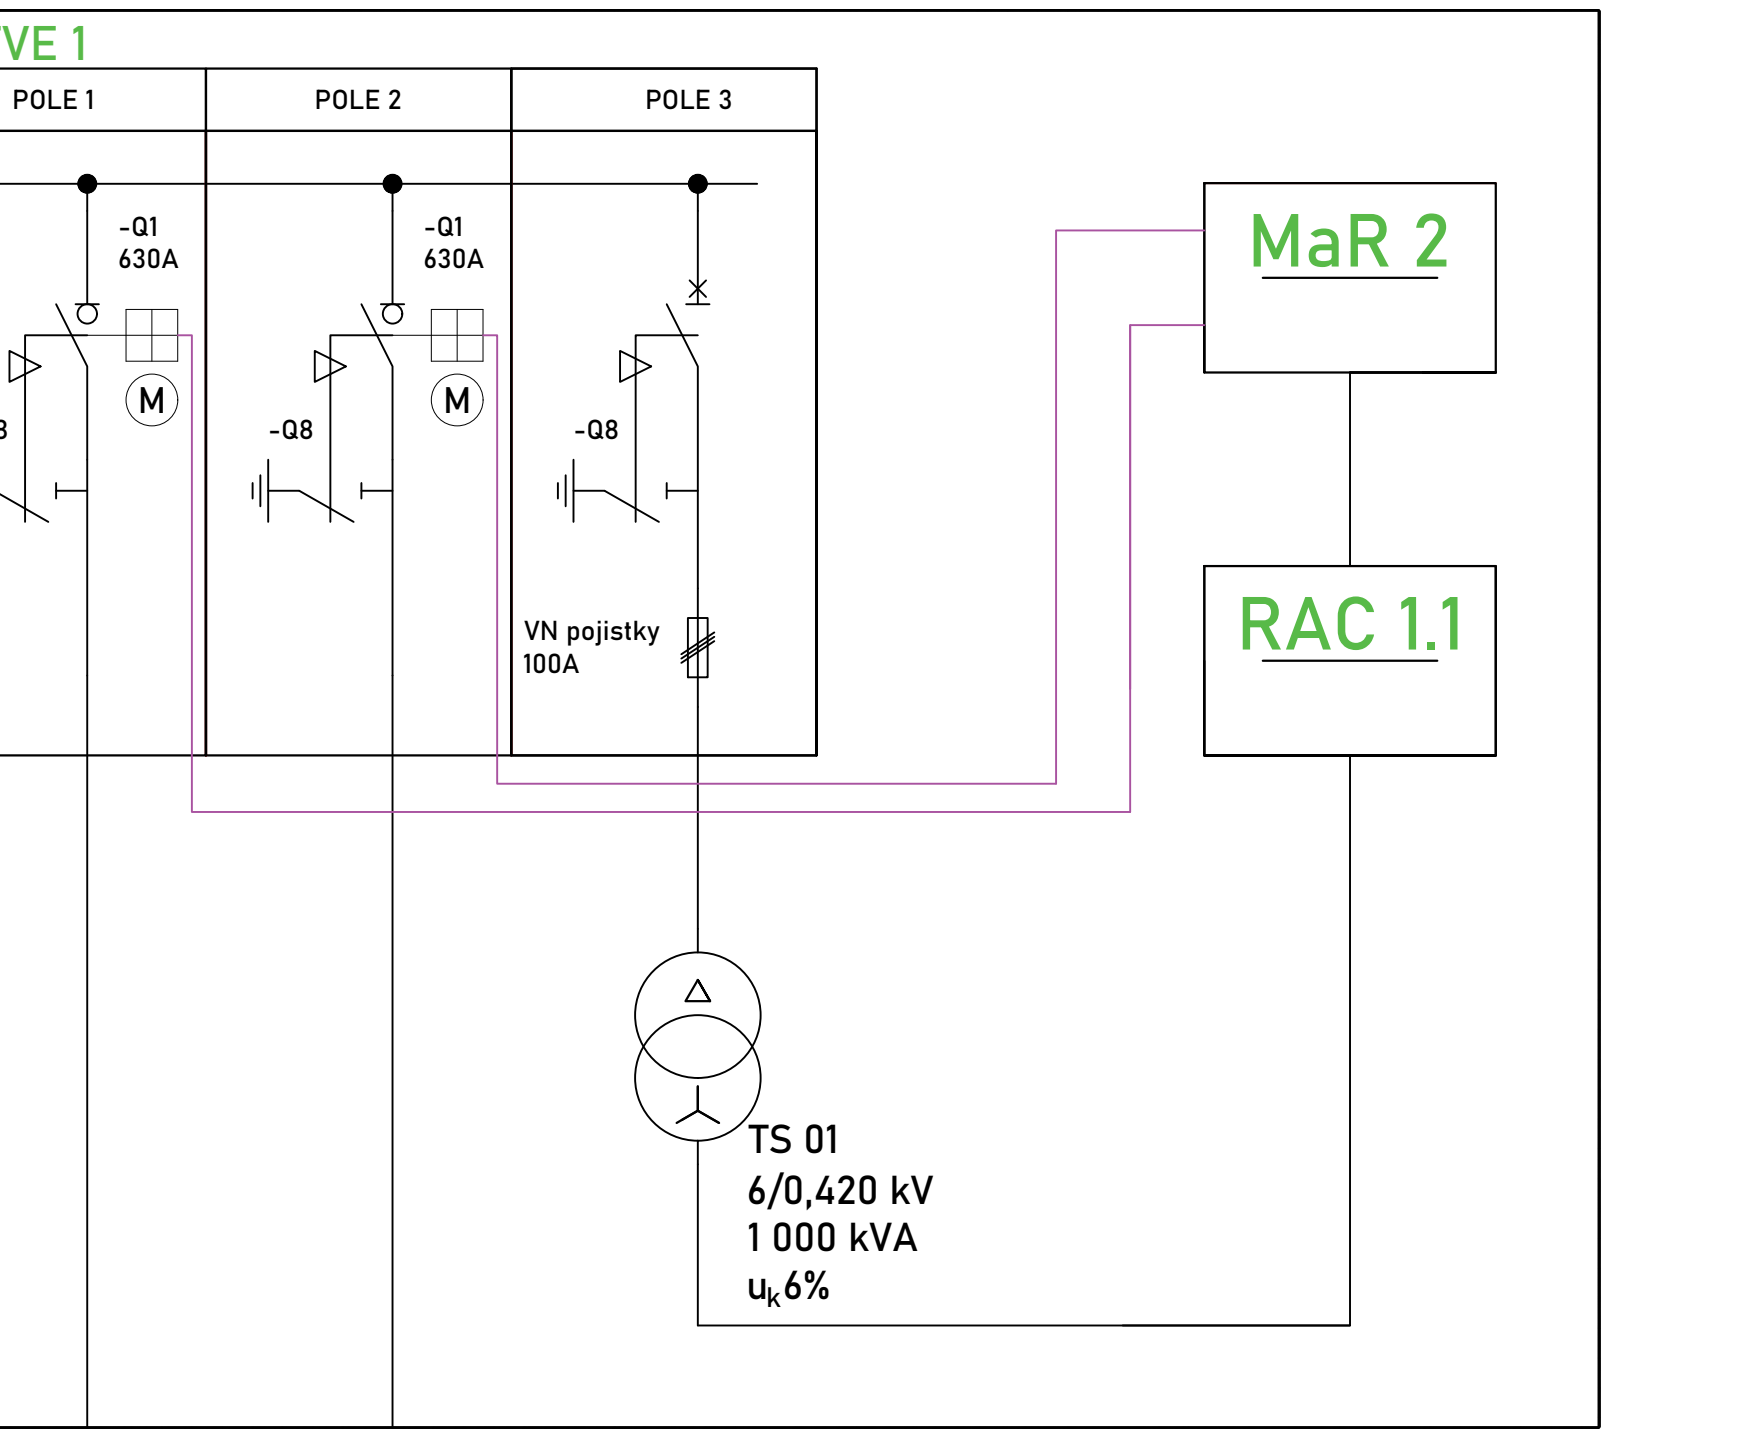 VE 1
POLE 1
POLE 2
POLE 3
-Q1
630A
-Q1
630A
M
M
8
-Q8
-Q8
VN pojistky
100A
MaR 2
RAC 1.1
TS 01
6/0,420 kV
1 000 kVA
uk6%